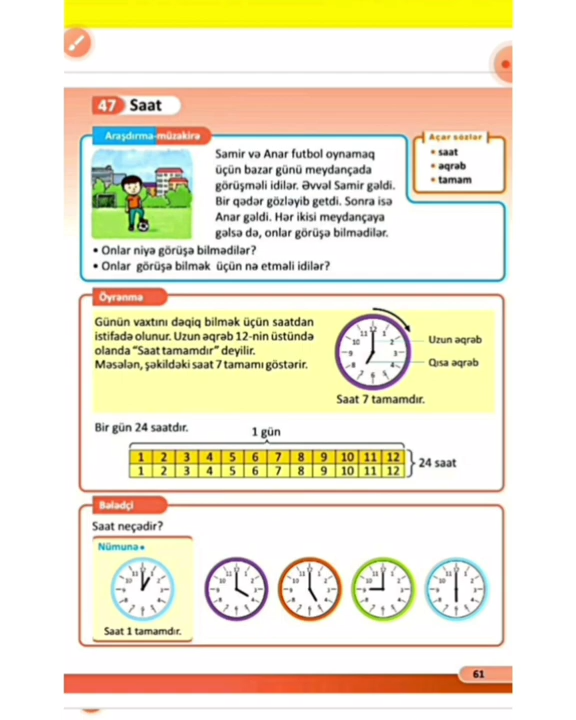 47 Saat
Araşdırma-müzakirə
Açar sözlər
• saat
• əqrəb
• tamam
Samir və Anar futbol oynamaq
üçün bazar günü meydançada
görüşməli idilər. Əvvəl Samir gəldi.
Bir qədər gözləyib getdi. Sonra isə
Anar gəldi. Hər ikisi meydançaya
gəlsə də, onlar görüşə bilmədilər.
• Onlar niyə görüşə bilmədilər?
• Onlar görüşə bilmək üçün nə etməli idilər?
Öyrənmə
Günün vaxtını dəqiq bilmək üçün saatdan
istifadə olunur. Uzun əqrəb 12-nin üstündə
olanda “Saat tamamdır” deyilir.
Məsələn, şəkildəki saat 7 tamamı göstərir.
Uzun əqrəb
Qısa əqrəb
Saat 7 tamamdır.
Bir gün 24 saatdır.
1 gün
1 2 3 4 5 6 7 8 9 10 11 12
1 2 3 4 5 6 7 8 9 10 11 12
24 saat
Bələdçi
Saat neçədir?
Nümunə
Saat 1 tamamdır.
61